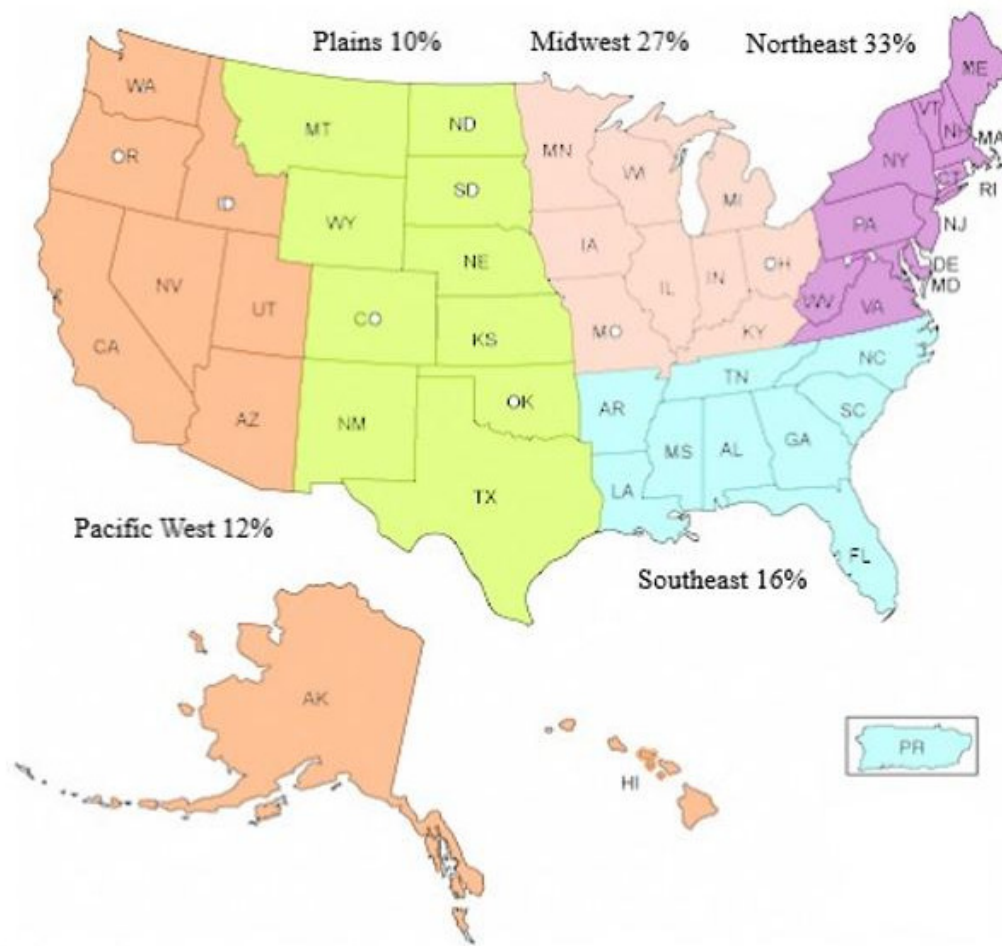 Plains 10%
Midwest 27%
Northeast 33%
WA
MT
ND
MN
ME
VT
NH
MA
OR
ID
WY
SD
WI
MI
NY
CT
RI
NV
UT
CO
NE
IA
IL
IN
OH
PA
NJ
DE
MD
WV
VA
CA
KS
MO
KY
AZ
NM
OK
AR
TN
NC
SC
TX
LA
MS
AL
GA
FL
Pacific West 12%
Southeast 16%
AK
HI
PR